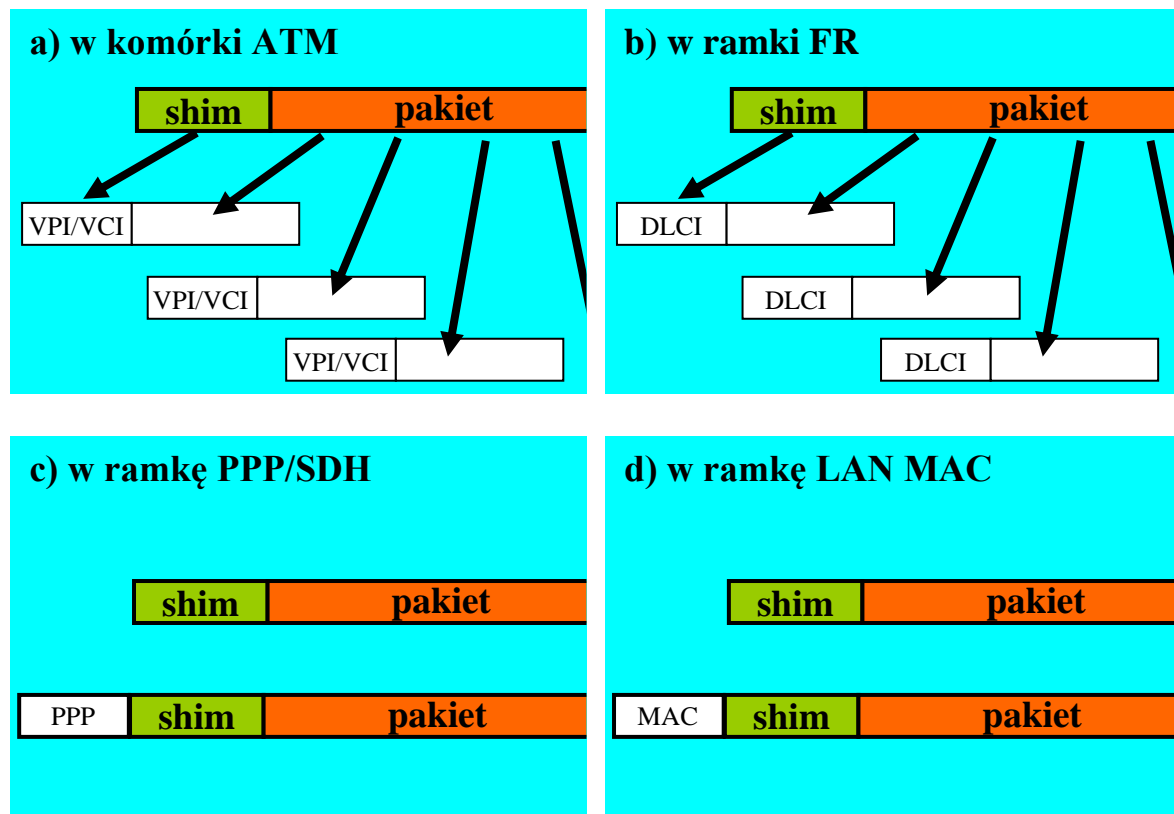 a) w komórki ATM
shim pakiet
VPI/VCI
VPI/VCI
VPI/VCI
b) w ramki FR
shim pakiet
DLCI
DLCI
DLCI
c) w ramkę PPP/SDH
shim pakiet
PPP shim pakiet
d) w ramkę LAN MAC
shim pakiet
MAC shim pakiet